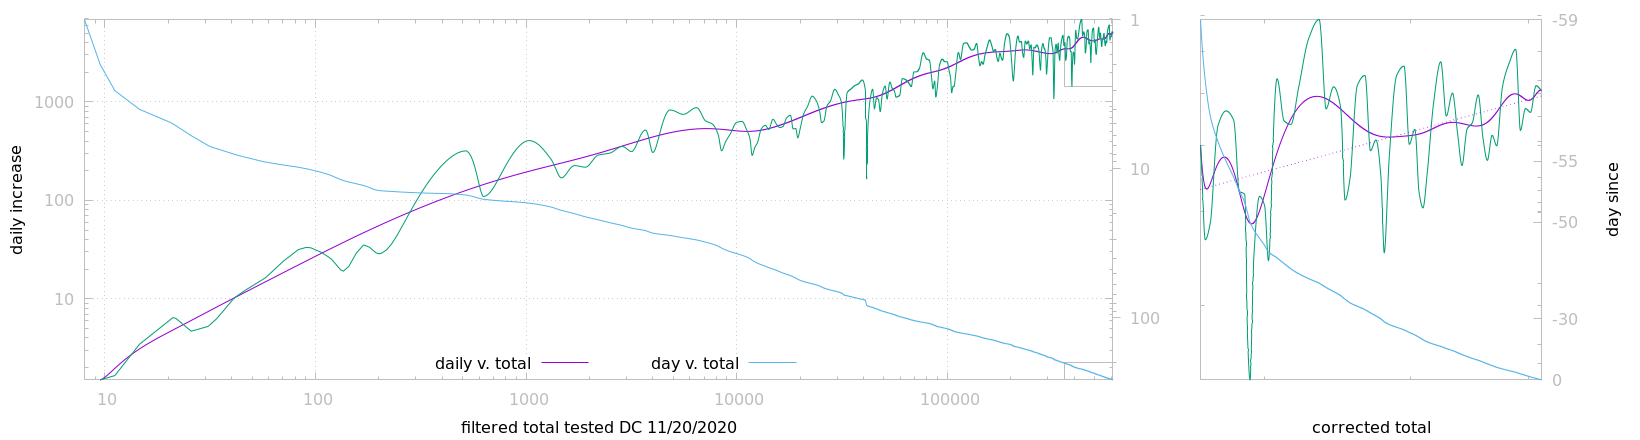 1000
100
10
daily increase
10
100
1000
10000
100000
filtered total tested DC 11/20/2020
daily v. total
day v. total
1
10
100
-59
-55
-50
-30
0
day since
corrected total